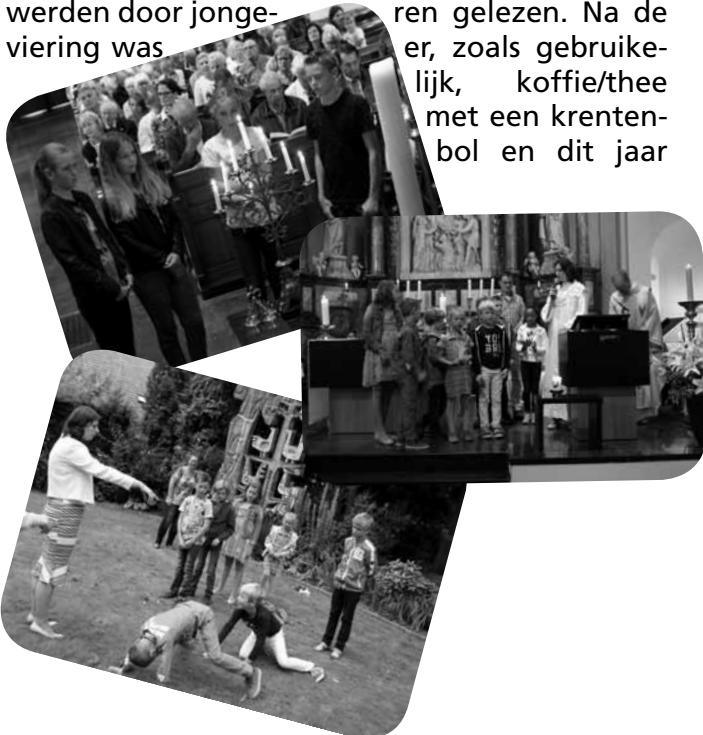 werden door jonge- ren gelezen. Na de
viering was er, zoals gebruike-
lijk, koffie/thee
met een krenten-
bol en dit jaar